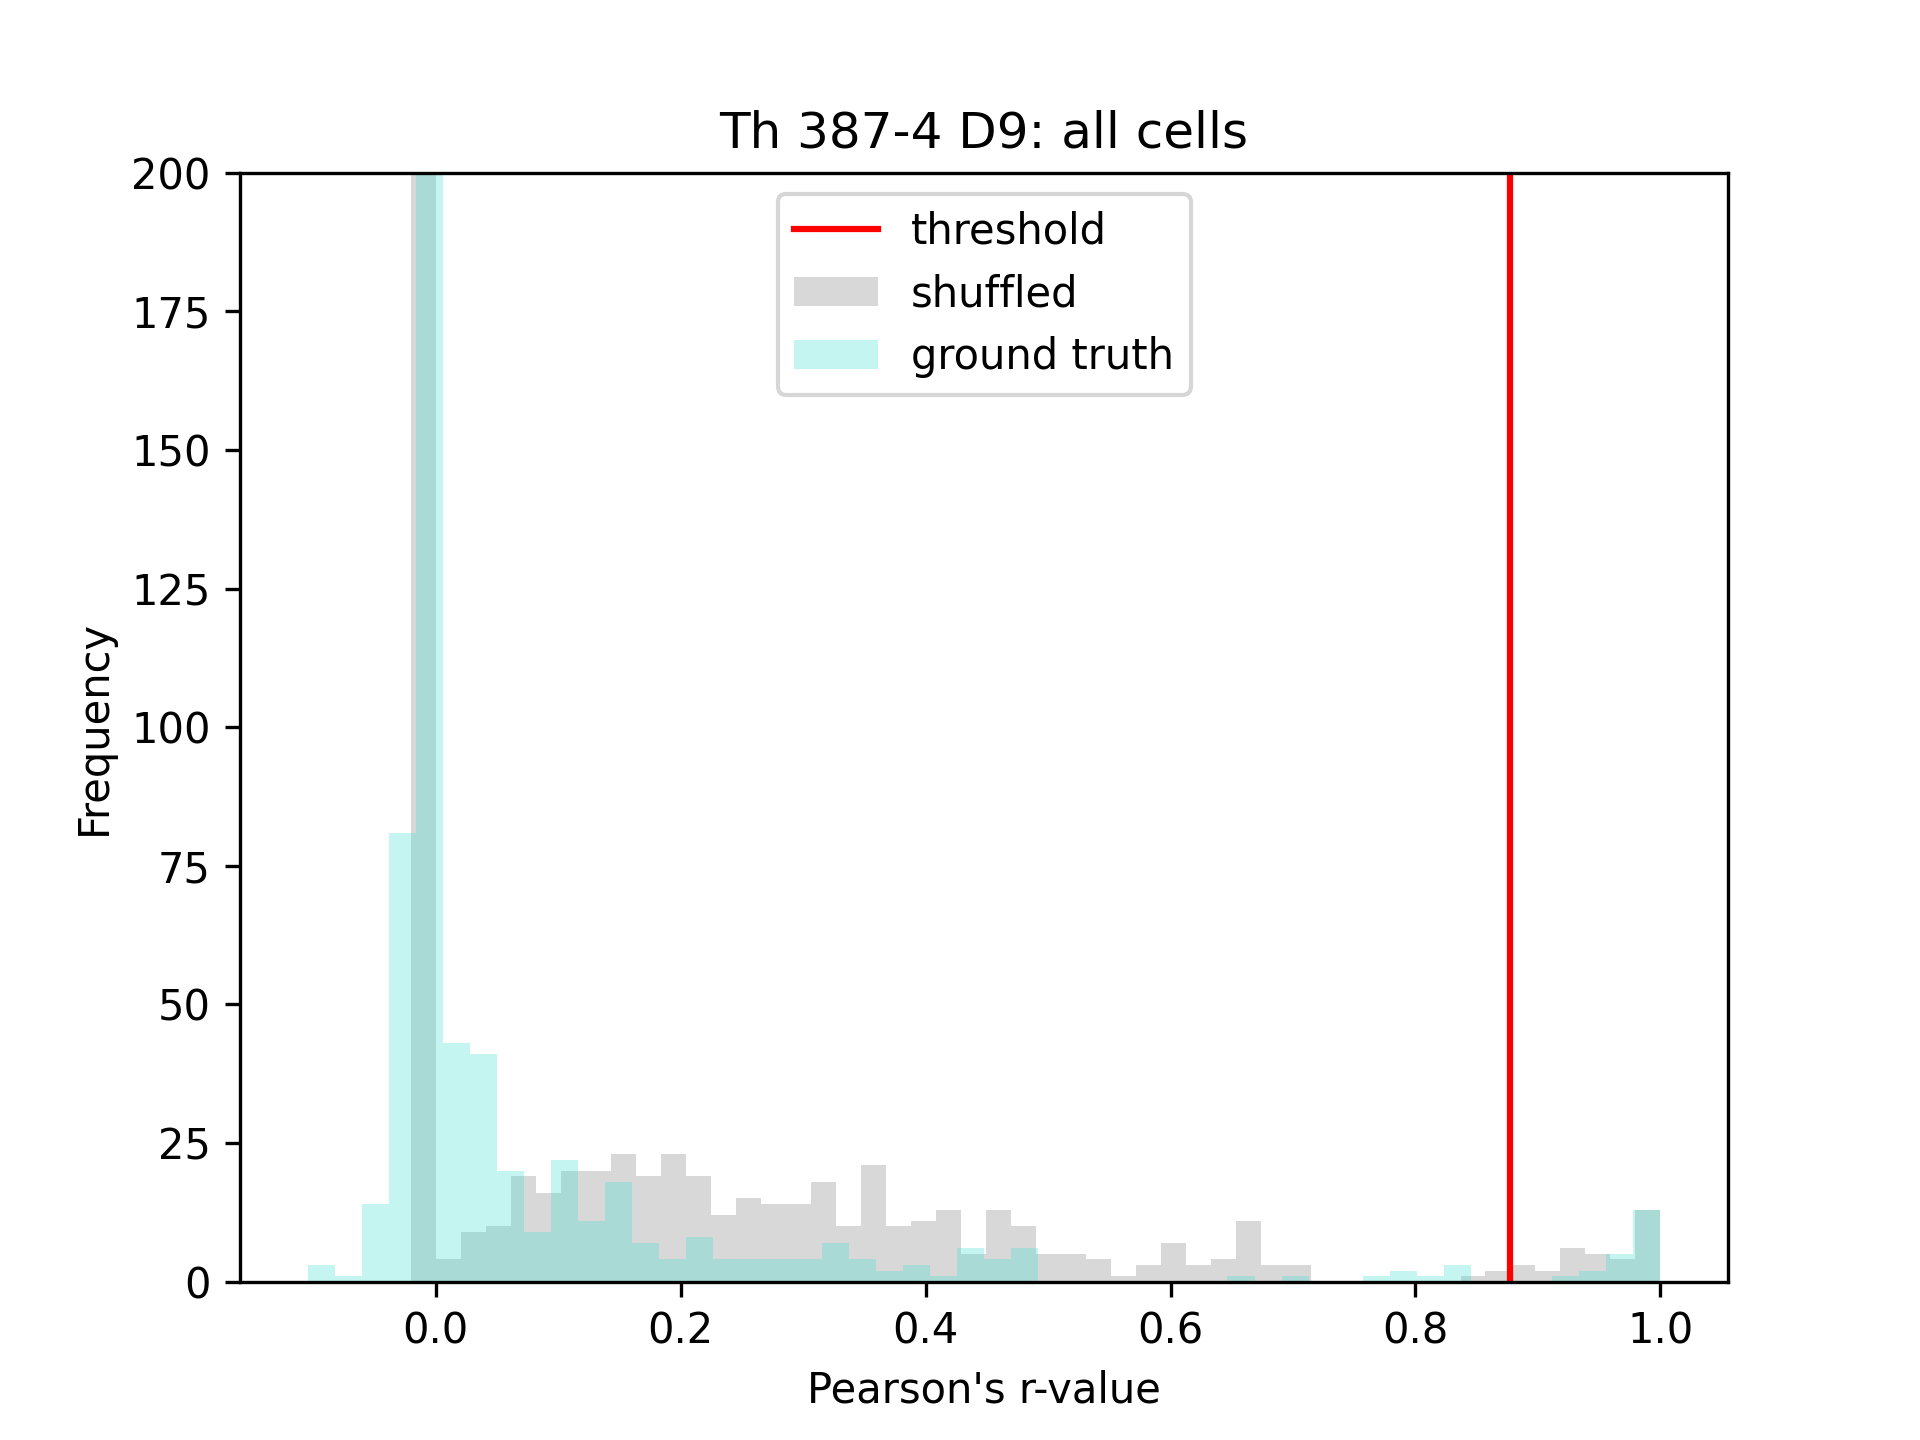 Th 387-4 D9: all cells
200
175
150
125
100
75
50
25
0
Frequency
threshold
shuffled
ground truth
0.0 0.2 0.4 0.6 0.8 1.0
Pearson's r-value